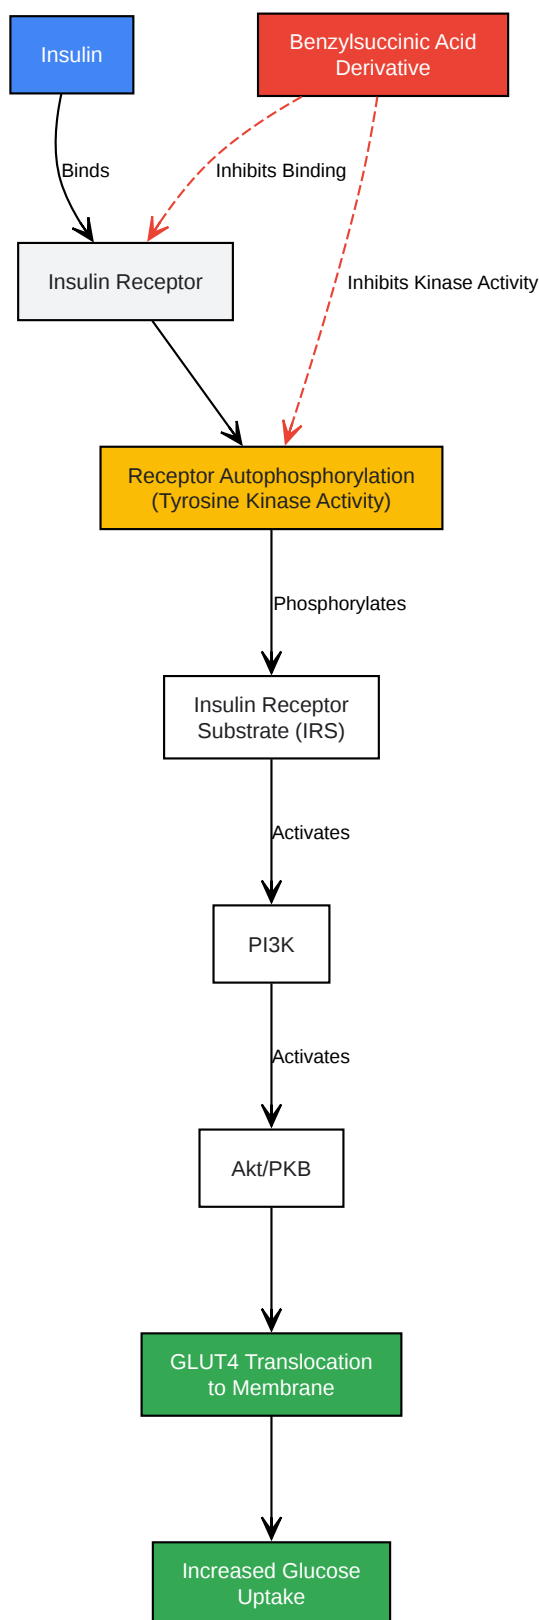 Insulin
Benzylsuccinic Acid
Derivative
Binds
Inhibits Binding
Insulin Receptor
Inhibits Kinase Activity
Receptor Autophosphorylation
(Tyrosine Kinase Activity)
Phosphorylates
Insulin Receptor
Substrate (IRS)
Activates
PI3K
Activates
Akt/PKB
GLUT4 Translocation
to Membrane
Increased Glucose
Uptake